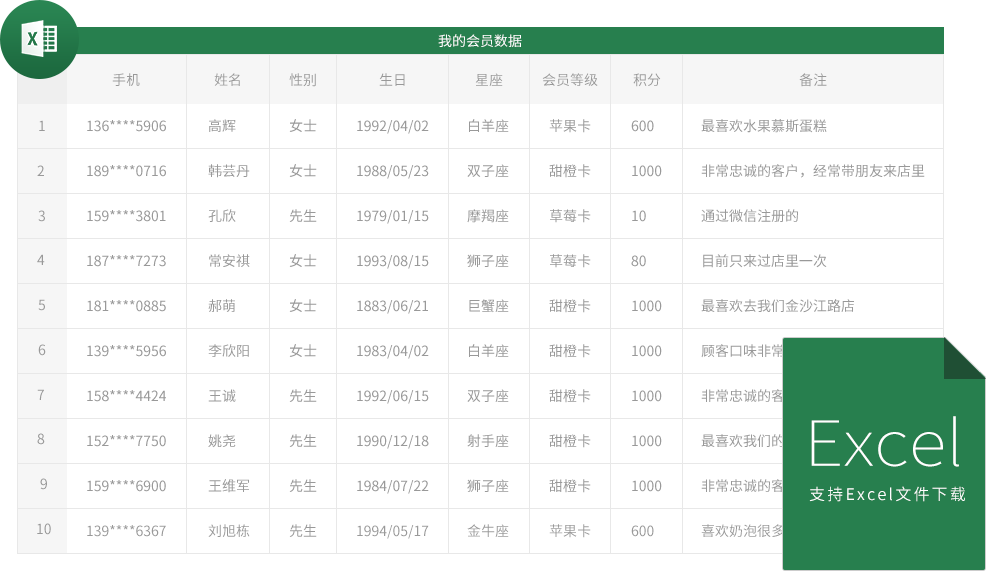 X
我的会员数据
手机 姓名 性别 生日 星座 会员等级 积分 备注
1 136****5906 高辉 女士 1992/04/02 白羊座 苹果卡 600 最喜欢水果慕斯蛋糕
2 189****0716 韩芸丹 女士 1988/05/23 双子座 甜橙卡 1000 非常忠诚的客户，经常带朋友来店里
3 159****3801 孔欣 先生 1979/01/15 摩羯座 草莓卡 10 通过微信注册的
4 187****7273 常安祺 女士 1993/08/15 狮子座 草莓卡 80 目前只来过店里一次
5 181****0885 郝萌 女士 1883/06/21 巨蟹座 甜橙卡 1000 最喜欢去我们金沙江路店
6 139****5956 李欣阳 女士 1983/04/02 白羊座 甜橙卡 1000 顾客口味非常
7 158****4424 王诚 先生 1992/06/15 双子座 甜橙卡 1000 非常忠诚的客
8 152****7750 姚尧 先生 1990/12/18 射手座 甜橙卡 1000 最喜欢我们的
9 159****6900 王维军 先生 1984/07/22 狮子座 甜橙卡 1000 非常忠诚的客
10 139****6367 刘旭栋 先生 1994/05/17 金牛座 苹果卡 600 喜欢奶泡很多
Excel
支持Excel文件下载